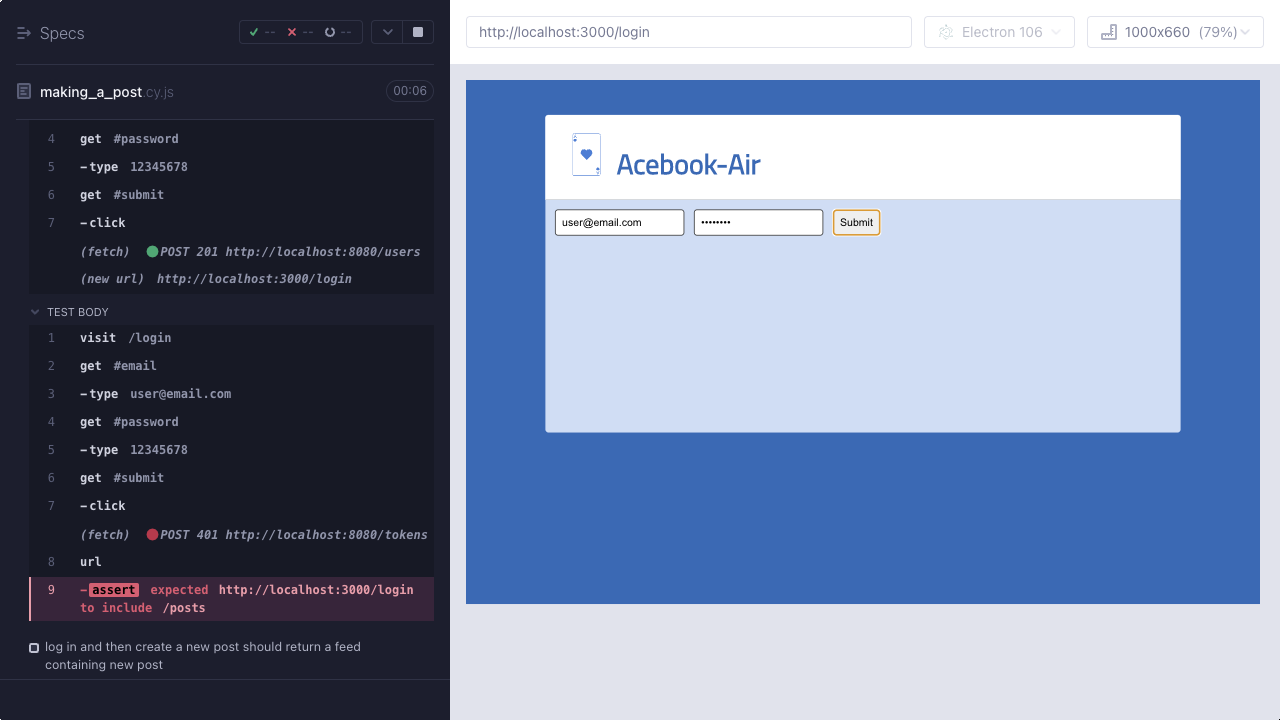 Specs
-- -- --
making_a_post.cy.js 00:06
4 get #password
5 -type 12345678
6 get #submit
7 -click
(fetch) POST 201 http://localhost:8080/users
(new url) http://localhost:3000/login
TEST BODY
1 visit /login
2 get #email
3 -type user@email.com
4 get #password
5 -type 12345678
6 get #submit
7 -click
(fetch) POST 401 http://localhost:8080/tokens
8 url
9 -assert expected http://localhost:3000/login
to include /posts
log in and then create a new post should return a feed
containing new post
http://localhost:3000/login Electron 106 1000x660 (79%)
Acebook-Air
user@email.com •••••••• Submit